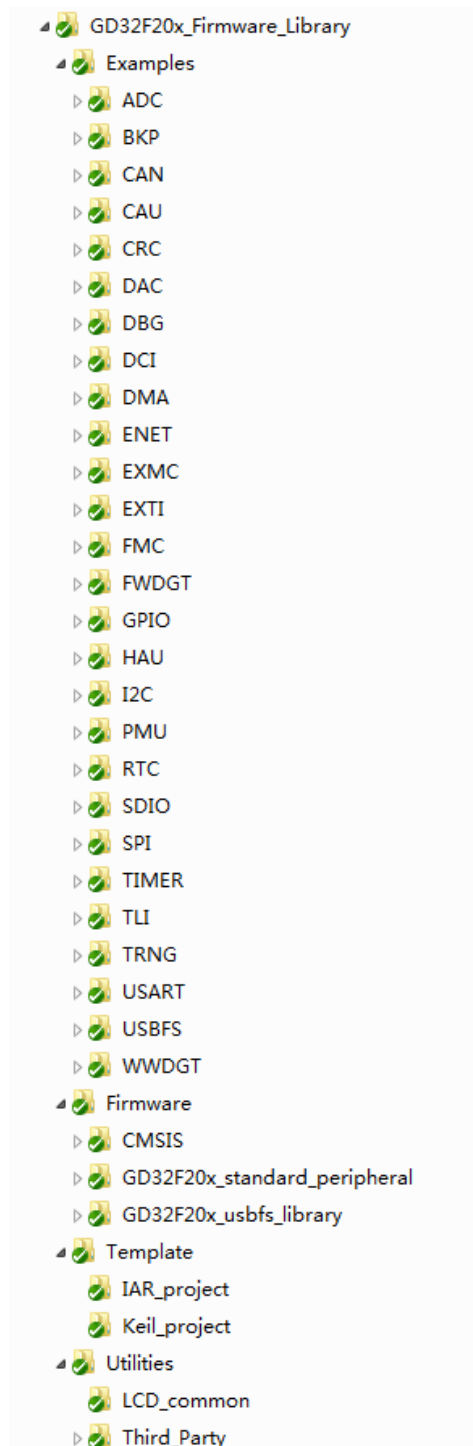 GD32F20x_Firmware_Library
Examples
ADC
BKP
CAN
CAU
CRC
DAC
DBG
DCI
DMA
ENET
EXMC
EXTI
FMC
FWDGT
GPIO
HAU
I2C
PMU
RTC
SDIO
SPI
TIMER
TLI
TRNG
USART
USBFS
WWDGT
Firmware
CMSIS
GD32F20x_standard_peripheral
GD32F20x_usbfs_library
Template
IAR_project
Keil_project
Utilities
LCD_common
Third_Party